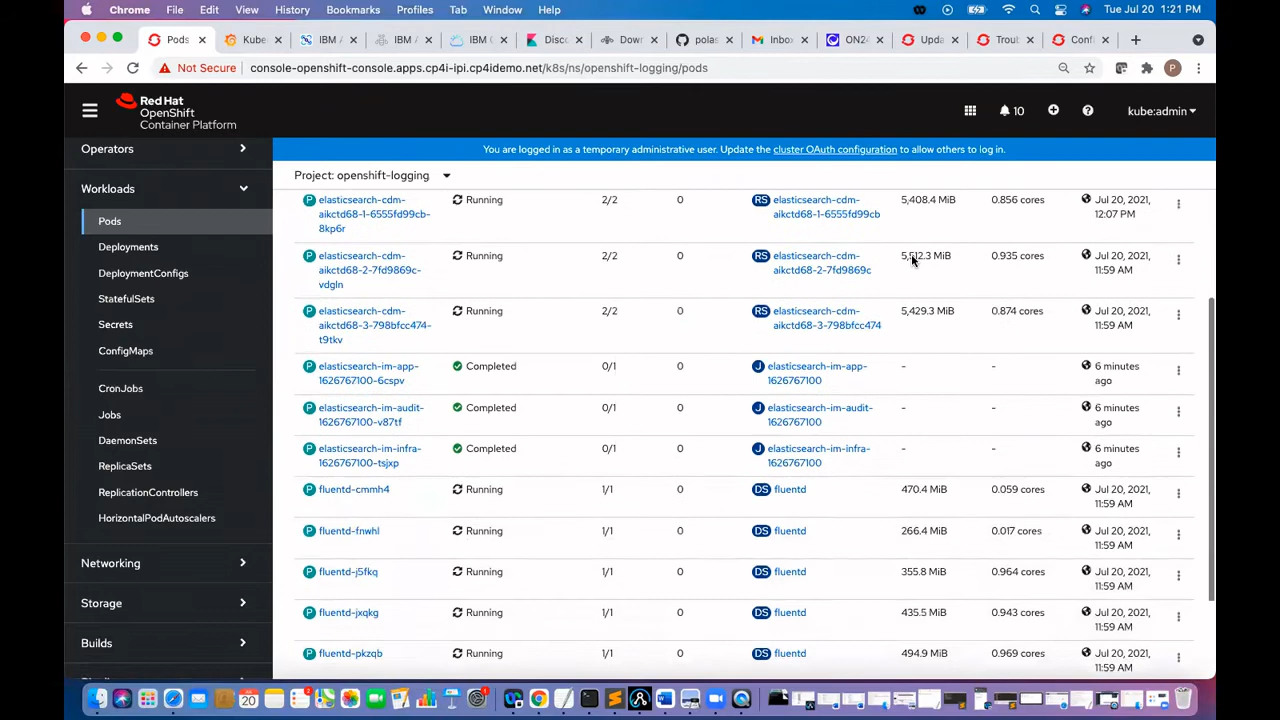 Chrome File Edit View History Bookmarks Profiles Tab Window Help Tue Jul 20 1:21 PM
Pods Kube IBM A IBM A IBM C Disco Dow polas Inbo ON24 Upda Trou Confi
Not Secure console-openshift-console.apps.cp4i-ipi.cp4idemo.net/k8s/ns/openshift-logging/pods P
Red Hat
OpenShift
Container Platform
10 kube:admin
You are logged in as a temporary administrative user. Update the cluster OAuth configuration to allow others to log in.
Operators
Workloads
Pods
Deployments
DeploymentConfigs
StatefulSets
Secrets
ConfigMaps
CronJobs
Jobs
DaemonSets
ReplicaSets
ReplicationControllers
HorizontalPodAutoscalers
Networking
Storage
Builds
Project: openshift-logging
P elasticsearch-cdm- Running 2/2 0 RS elasticsearch-cdm- 5,408.4 MiB 0.856 cores Jul 20, 2021,
aikctd68-1-6555fd99cb- aikctd68-1-6555fd99cb 12:07 PM
8kp6r
P elasticsearch-cdm- Running 2/2 0 RS elasticsearch-cdm- MiB 0.935 cores Jul 20, 2021,
aikctd68-2-7fd9869c- aikctd68-2-7fd9869c 11:59 AM
vdgln
P elasticsearch-cdm- Running 2/2 0 RS elasticsearch-cdm- 5,429.3 MiB 0.874 cores Jul 20, 2021,
aikctd68-3-798bfcc474- aikctd68-3-798bfcc474 11:59 AM
t9tkv
P elasticsearch-im-app- Completed 0/1 0 J elasticsearch-im-app- - - 6 minutes
1626767100-6cspv 1626767100 ago
P elasticsearch-im-audit- Completed 0/1 0 J elasticsearch-im-audit- - - 6 minutes
1626767100-v87tf 1626767100 ago
P elasticsearch-im-infra- Completed 0/1 0 J elasticsearch-im-infra- - - 6 minutes
1626767100-tsjxp 1626767100 ago
P fluentd-cmmh4 Running 1/1 0 DS fluentd 470.4 MiB 0.059 cores Jul 20, 2021,
11:59 AM
P fluentd-fnwhl Running 1/1 0 DS fluentd 266.4 MiB 0.017 cores Jul 20, 2021,
11:59 AM
P fluentd-j5fkq Running 1/1 0 DS fluentd 355.8 MiB 0.964 cores Jul 20, 2021,
11:59 AM
P fluentd-jxqkg Running 1/1 0 DS fluentd 435.5 MiB 0.943 cores Jul 20, 2021,
11:59 AM
P fluentd-pkzqb Running 1/1 0 DS fluentd 494.9 MiB 0.969 cores Jul 20, 2021,
11:59 AM